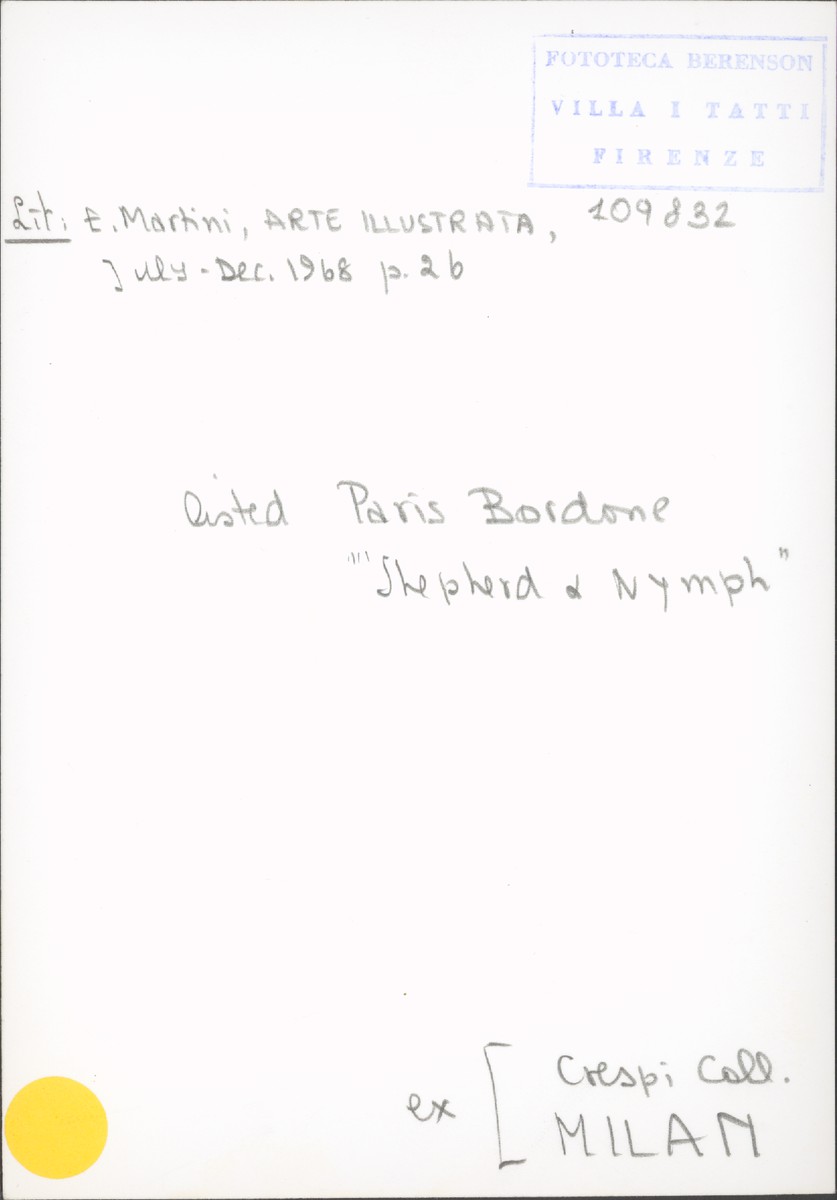 FOTOTECA BERENSON
VILLA I TATTI
FIRENZE
109832
Lit: E. Martini, ARTE ILLUSTRATA,
July - Dec. 1968 p. 26
listed Paris Bordone
"" Shepherd & Nymph "
ex [ Crespi Coll.
MILAN